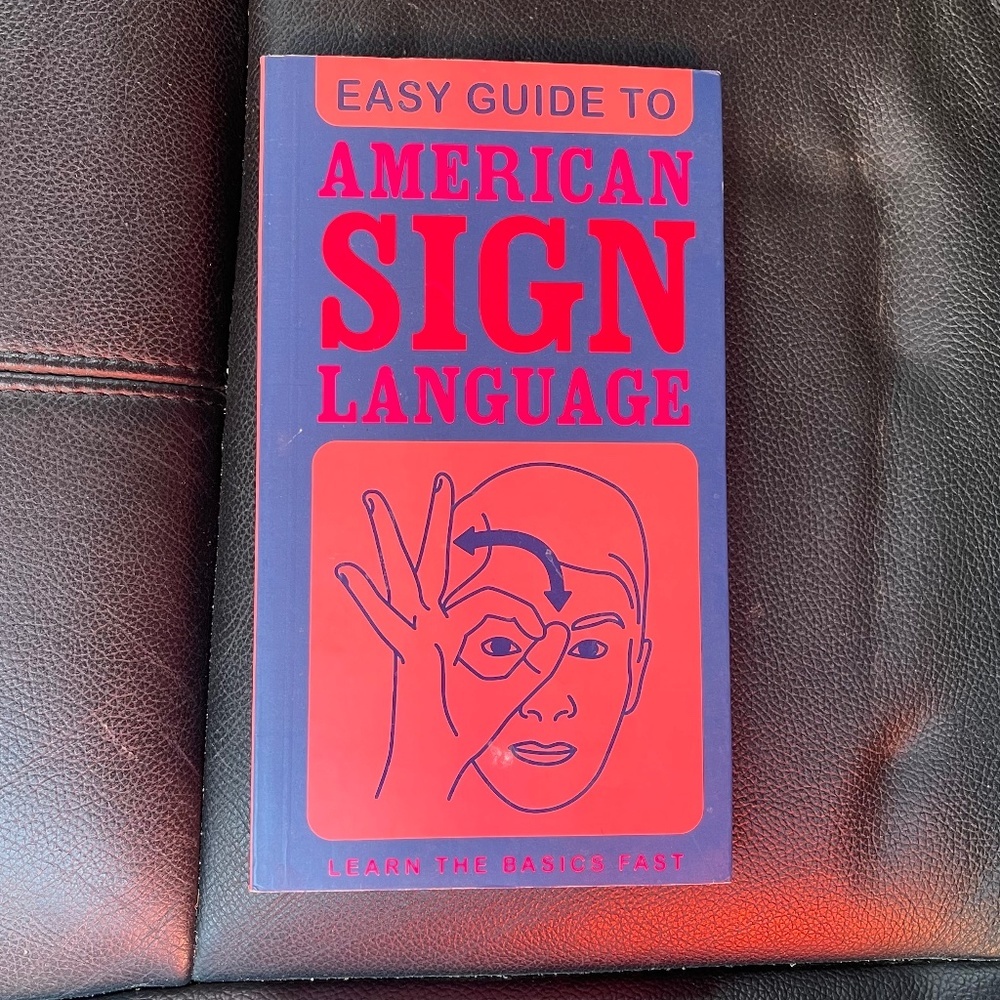 EASY GUIDE TO
AMERICAN
SIGN
LANGUAGE
LEARN THE BASICS FAST